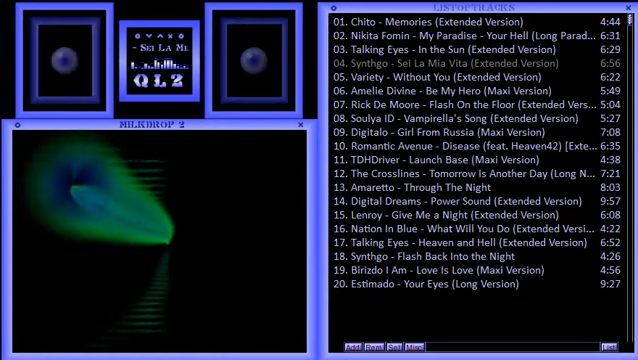 - Sei La Mi
QL2
MILKDROP 2
LISTOFTRACKS
01. Chito - Memories (Extended Version) 4:44
02. Nikita Fomin - My Paradise - Your Hell (Long Parad... 6:31
03. Talking Eyes - In the Sun (Extended Version) 6:29
04. Synthgo - Sei La Mia Vita (Extended Version) 6:56
05. Variety - Without You (Extended Version) 6:22
06. Amelie Divine - Be My Hero (Maxi Version) 5:49
07. Rick De Moore - Flash On the Floor (Extended Vers... 5:04
08. Soulya ID - Vampirella's Song (Extended Version) 5:27
09. Digitalo - Girl From Russia (Maxi Version) 7:08
10. Romantic Avenue - Disease (feat. Heaven42) [Exte... 6:35
11. TDHDriver - Launch Base (Maxi Version) 4:38
12. The Crosslines - Tomorrow Is Another Day (Long N... 7:21
13. Amaretto - Through The Night 8:03
14. Digital Dreams - Power Sound (Extended Version) 9:57
15. Lenroy - Give Me a Night (Extended Version) 6:08
16. Nation In Blue - What Will You Do (Extended Versi... 4:22
17. Talking Eyes - Heaven and Hell (Extended Version) 6:52
18. Synthgo - Flash Back Into the Night 4:26
19. Birizdo I Am - Love Is Love (Maxi Version) 4:56
20. Estimado - Your Eyes (Long Version) 9:27
Add Rem Sel Misc List